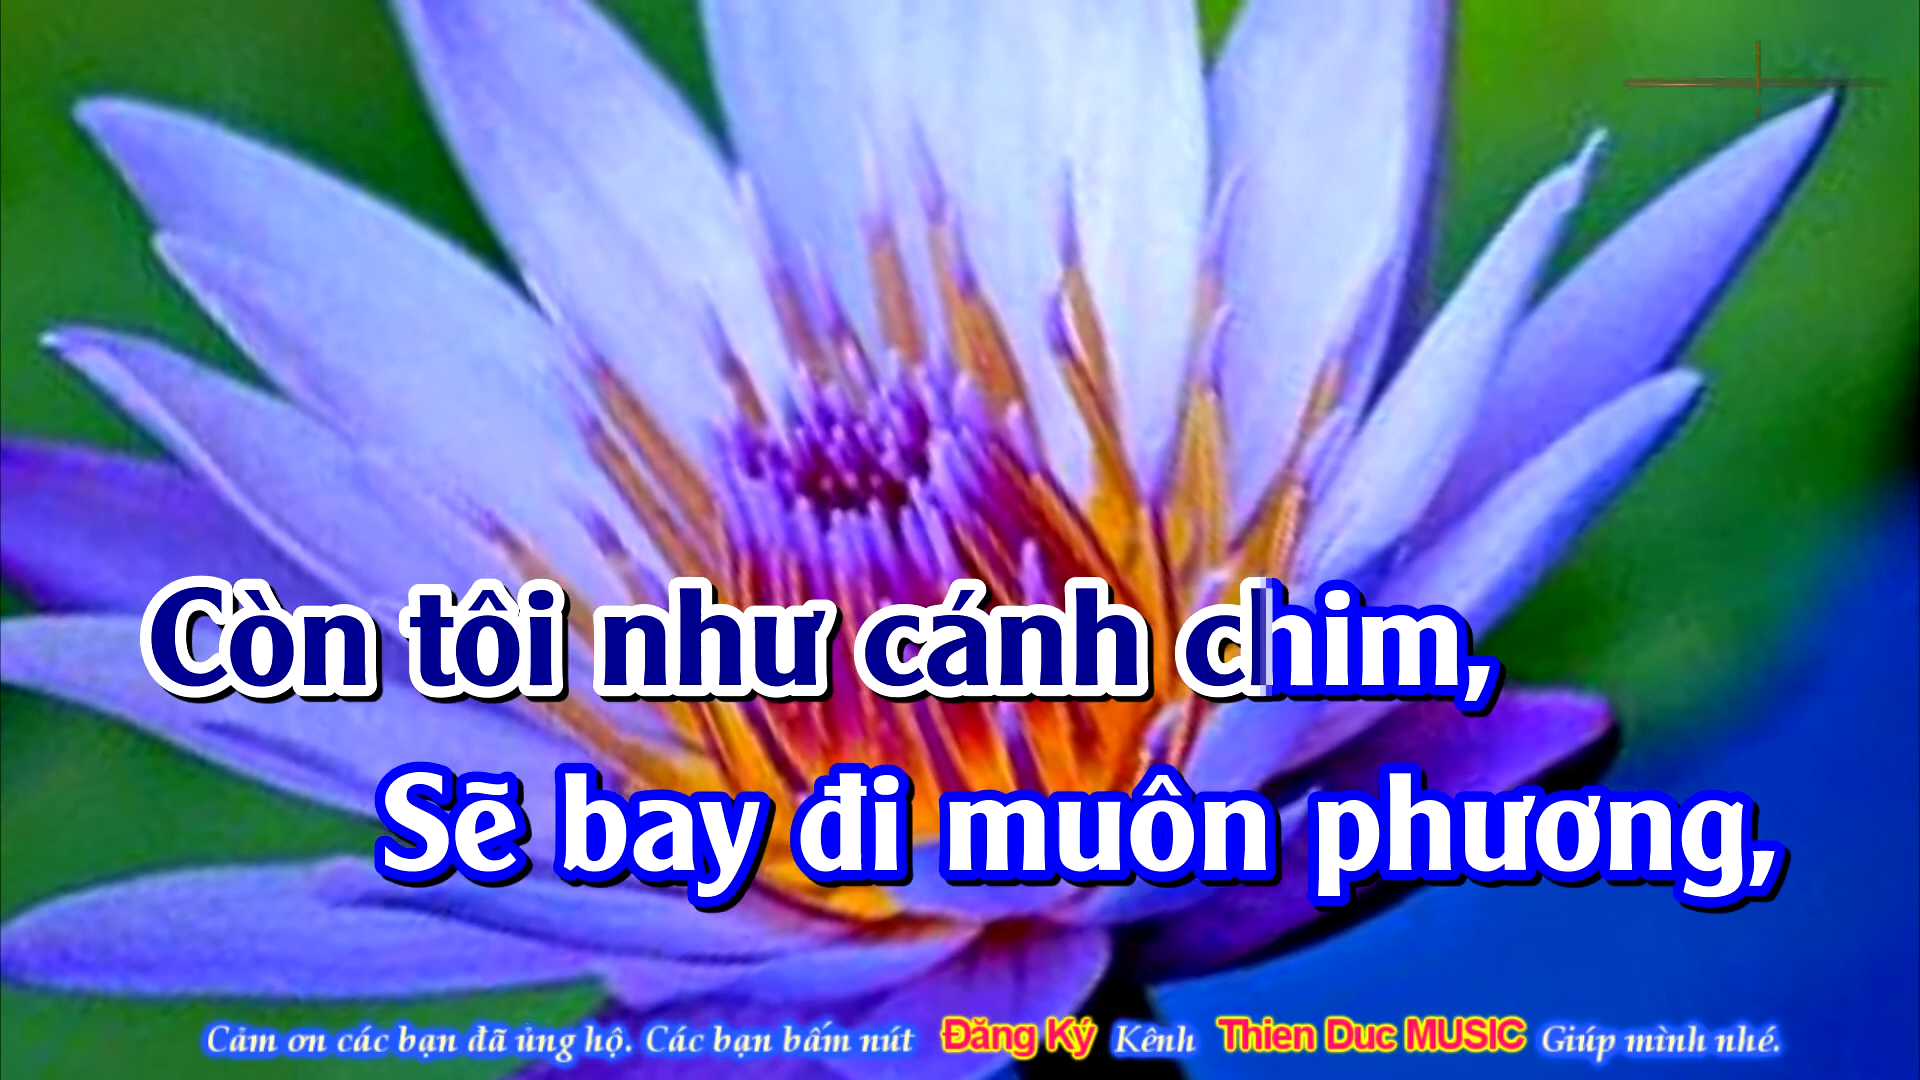 Còn tôi như cánh chim,
Sẽ bay đi muôn phương,
Cảm ơn các bạn đã ủng hộ. Các bạn bấm nút Đăng Ký Kênh Thien Duc MUSIC Giúp mình nhé.